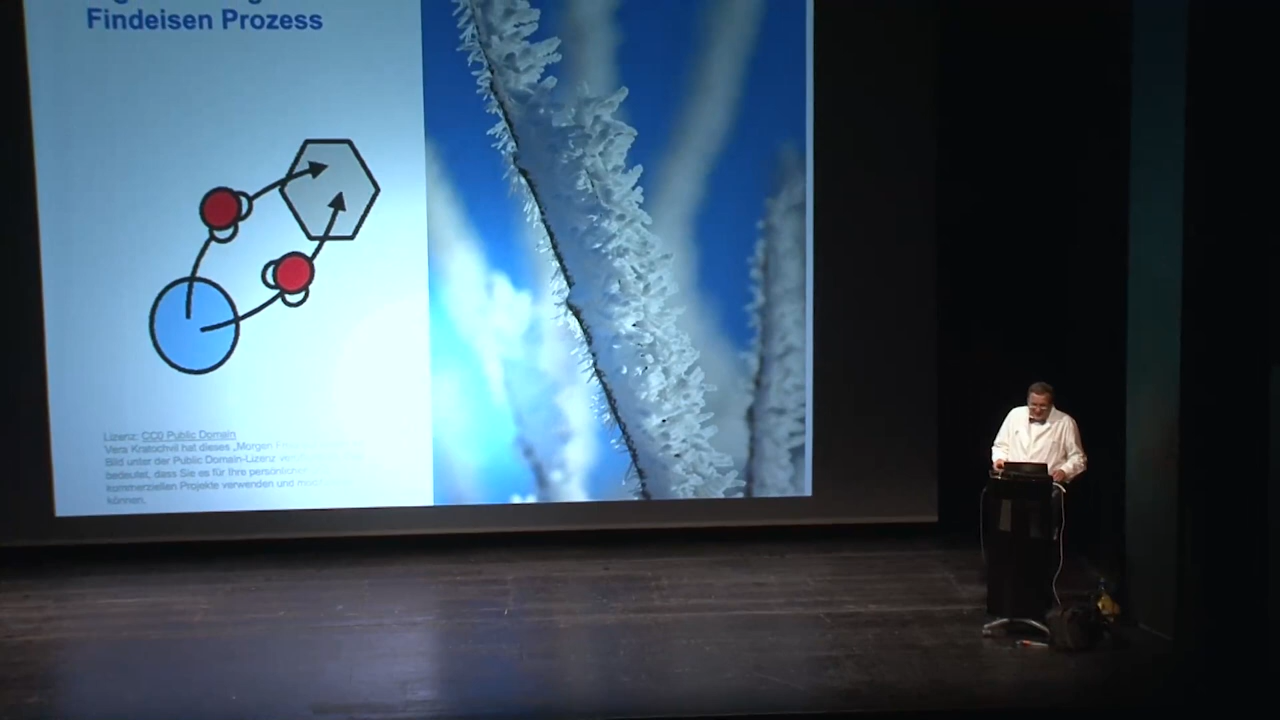 Findeisen Prozess
Lizenz: CC0 Public Domain
Vera Kratochvil hat dieses „Morgen
Bild unter der Public Domain-Lizenz
bedeutet, dass Sie es für Ihre persönlichen
kommerziellen Projekte verwenden und
können.